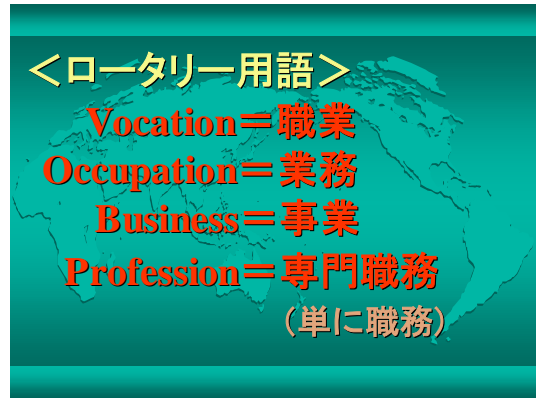 ＜ロータリー用語＞
Vocation＝職業
Occupation＝業務
Business＝事業
Profession＝専門職務
（単に職務）